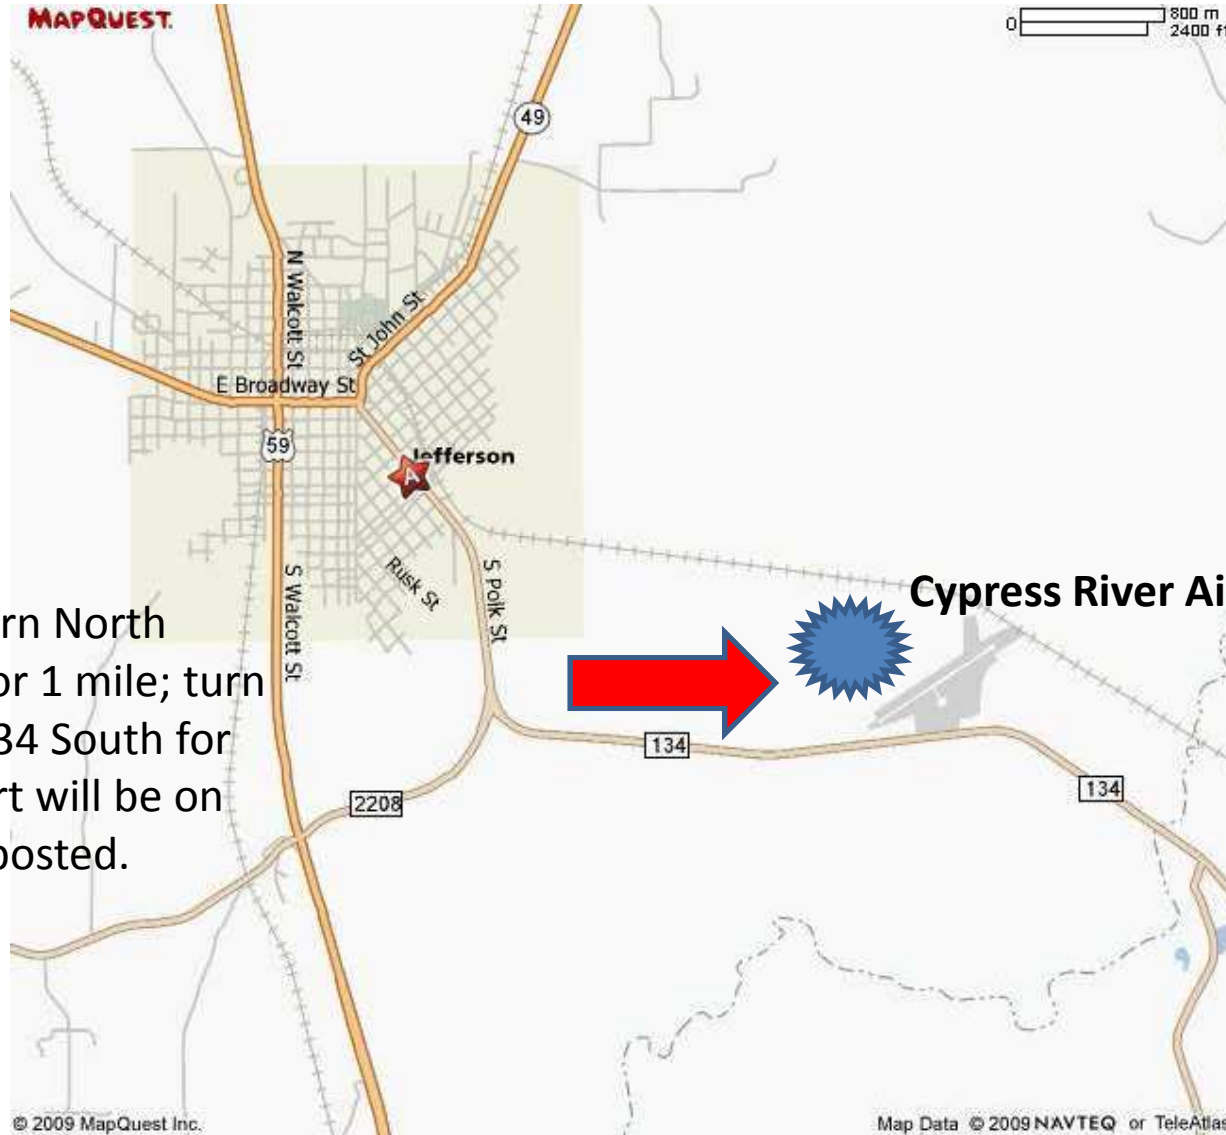 MAPQUEST.
0
800 m
2400 ft
49
N Walcott St
St John St
E Broadway St
59
Jefferson
A
Rusk St
S Polk St
S Walcott St
Cypress River Ai
rn North
or 1 mile; turn
34 South for
rt will be on
posted.
134
134
2208
© 2009 MapQuest Inc.
Map Data © 2009 NAVTEQ or TeleAtlas